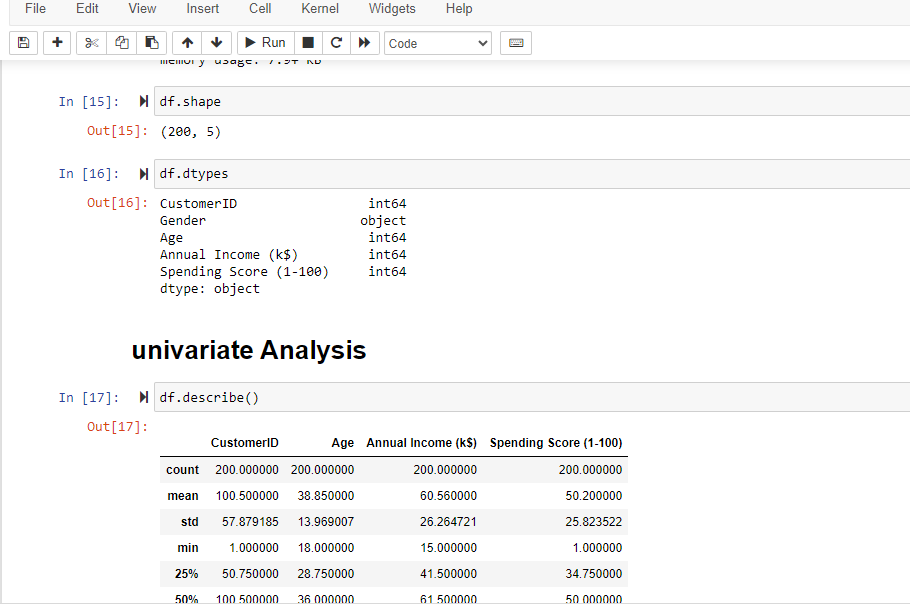 File Edit View Insert Cell Kernel Widgets Help
Run Code
memory usage: 7.94 KB
In [15]: df.shape
Out[15]: (200, 5)
In [16]: df.dtypes
Out[16]: CustomerID int64
Gender object
Age int64
Annual Income (k$) int64
Spending Score (1-100) int64
dtype: object
univariate Analysis
In [17]: df.describe()
Out[17]:
CustomerID Age Annual Income (k$) Spending Score (1-100)
count 200.000000 200.000000 200.000000 200.000000
mean 100.500000 38.850000 60.560000 50.200000
std 57.879185 13.969007 26.264721 25.823522
min 1.000000 18.000000 15.000000 1.000000
25% 50.750000 28.750000 41.500000 34.750000
50% 100.500000 36.000000 61.500000 50.000000